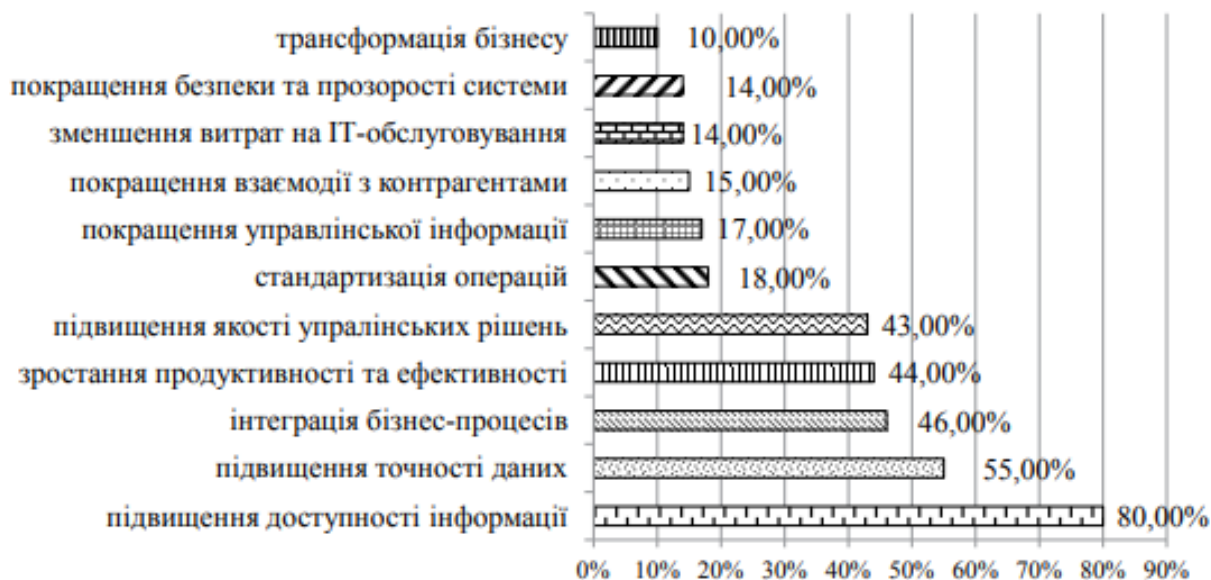 трансформація бізнесу 10,00%
покращення безпеки та прозорості системи 14,00%
зменшення витрат на ІТ-обслуговування 14,00%
покращення взаємодії з контрагентами 15,00%
покращення управлінської інформації 17,00%
стандартизація операцій 18,00%
підвищення якості упралінських рішень 43,00%
зростання продуктивності та ефективності 44,00%
інтеграція бізнес-процесів 46,00%
підвищення точності даних 55,00%
підвищення доступності інформації 80,00%
0% 10% 20% 30% 40% 50% 60% 70% 80% 90%